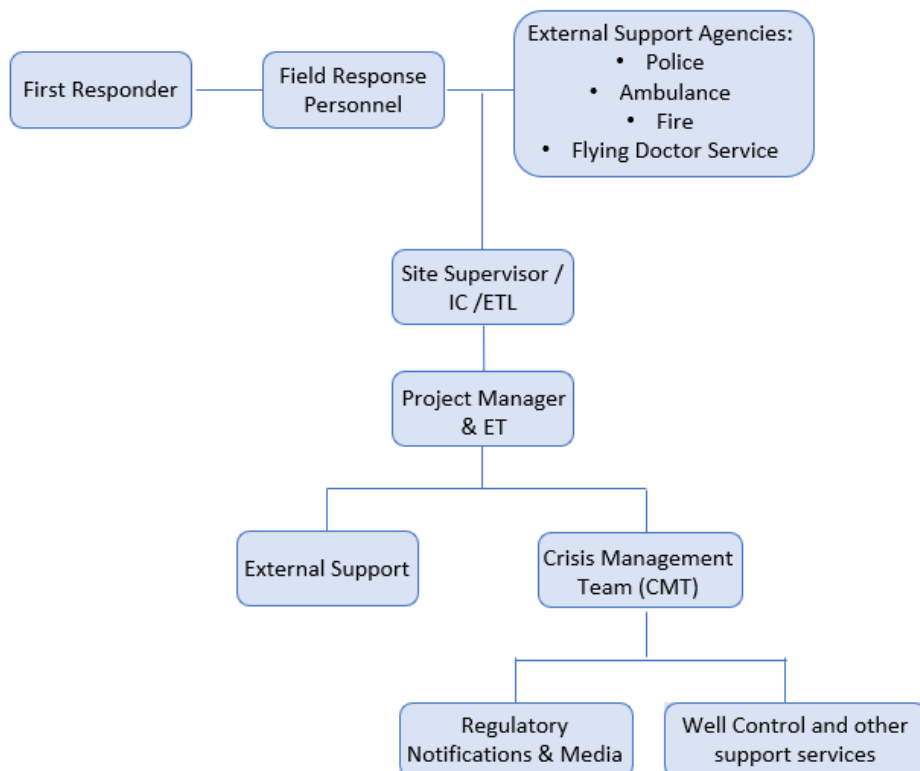 First Responder
Field Response
Personnel
External Support Agencies:
• Police
• Ambulance
• Fire
• Flying Doctor Service
Site Supervisor /
IC /ETL
Project Manager
& ET
External Support
Crisis Management
Team (CMT)
Regulatory
Notifications & Media
Well Control and other
support services